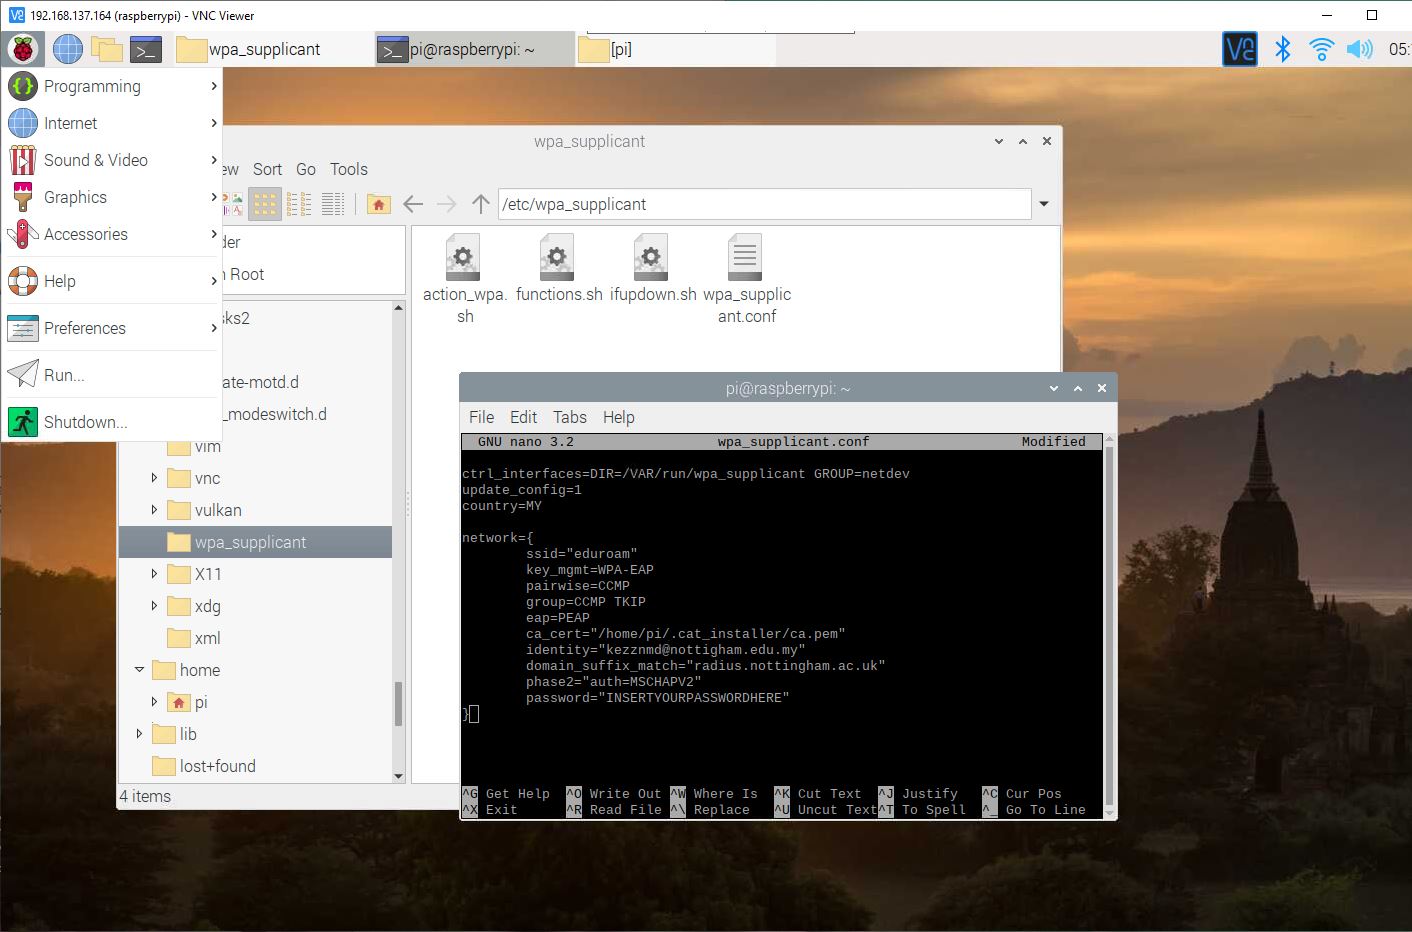 192.168.137.164 (raspberrypi) - VNC Viewer
wpa_supplicant
pi@raspberrypi: ~
[pi]
05:
Programming
Internet
Sound & Video
Graphics
Accessories
Help
Preferences
Run...
Shutdown...
wpa_supplicant
ew Sort Go Tools
/etc/wpa_supplicant
der
n Root
sks2
ate-motd.d
_modeswitch.d
vim
vnc
vulkan
wpa_supplicant
X11
xdg
xml
home
pi
lib
lost+found
4 items
action_wpa.
sh
functions.sh
ifupdown.sh
wpa_supplic
ant.conf
pi@raspberrypi: ~
File Edit Tabs Help
GNU nano 3.2 wpa_supplicant.conf Modified
ctrl_interfaces=DIR=/VAR/run/wpa_supplicant GROUP=netdev
update_config=1
country=MY
network={
ssid="eduroam"
key_mgmt=WPA-EAP
pairwise=CCMP
group=CCMP TKIP
eap=PEAP
ca_cert="/home/pi/.cat_installer/ca.pem"
identity="kezznmd@nottigham.edu.my"
domain_suffix_match="radius.nottingham.ac.uk"
phase2="auth=MSCHAPV2"
password="INSERTYOURPASSWORDHERE"
}
^G Get Help ^O Write Out ^W Where Is ^K Cut Text ^J Justify ^C Cur Pos
^X Exit ^R Read File ^\ Replace ^U Uncut Text ^T To Spell ^_ Go To Line